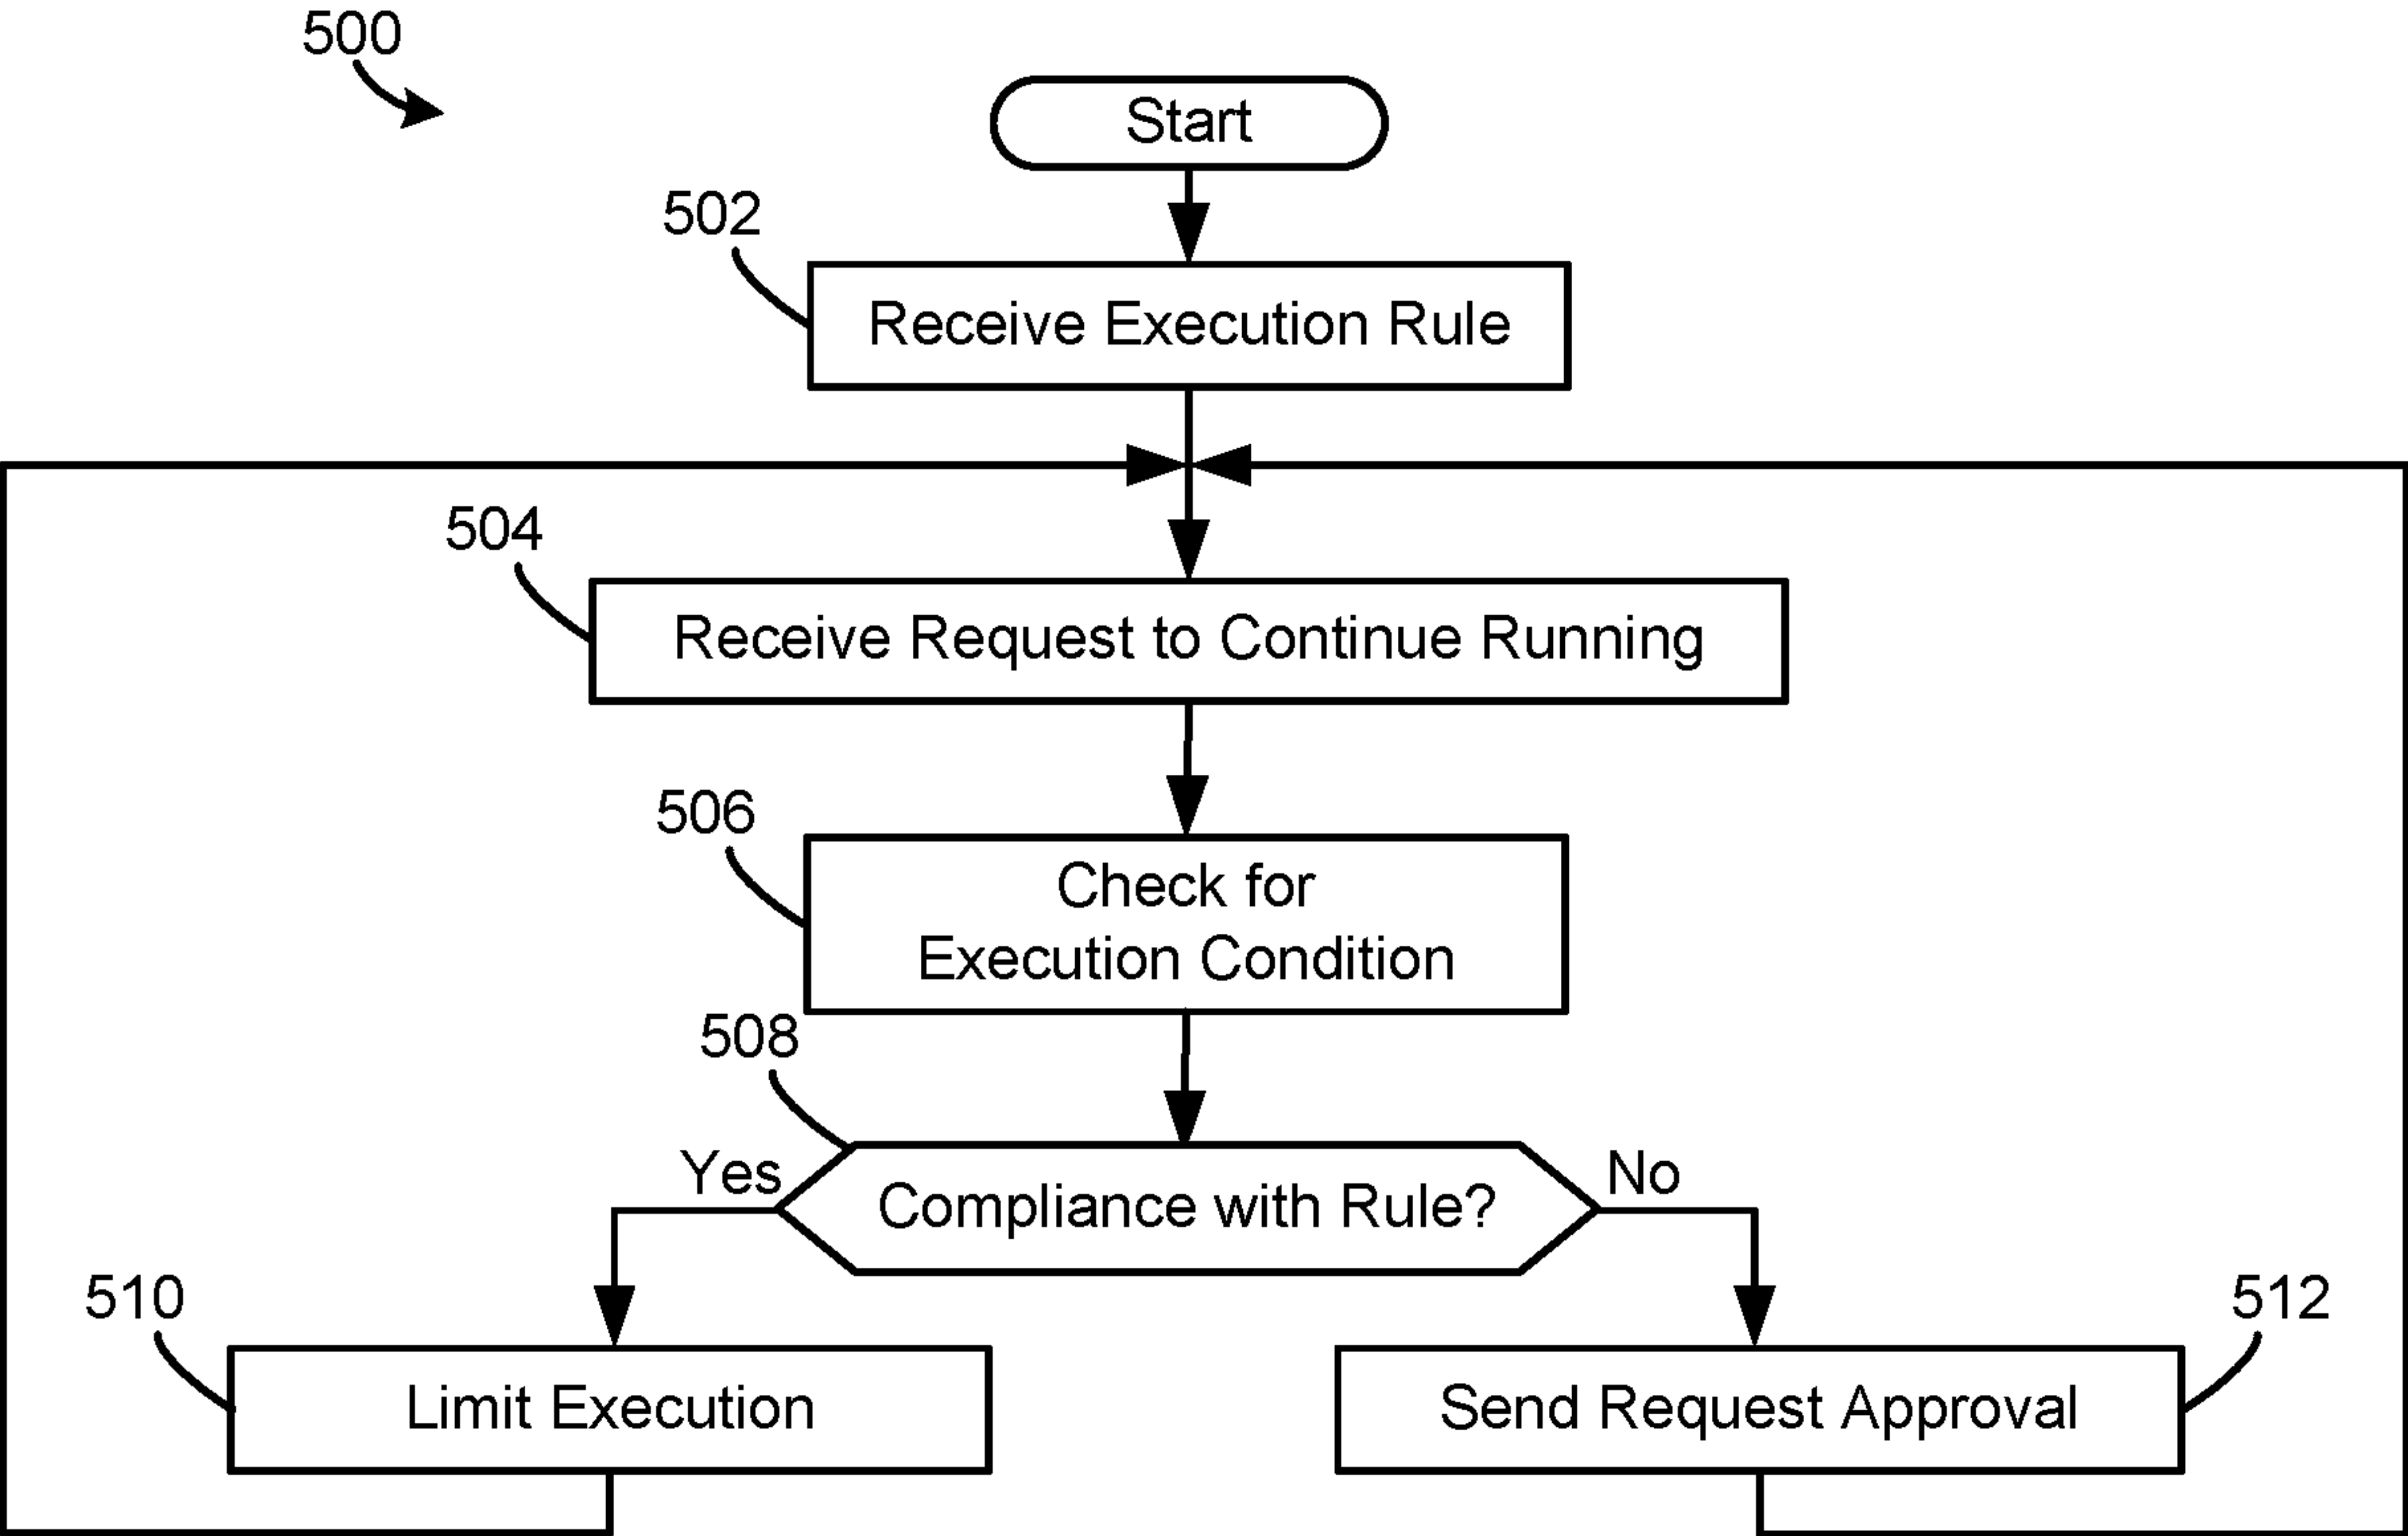 500
Start
502
Receive Execution Rule
504
Receive Request to Continue Running
506
Check for
Execution Condition
508
Yes
Compliance with Rule?
No
510
Limit Execution
Send Request Approval
512